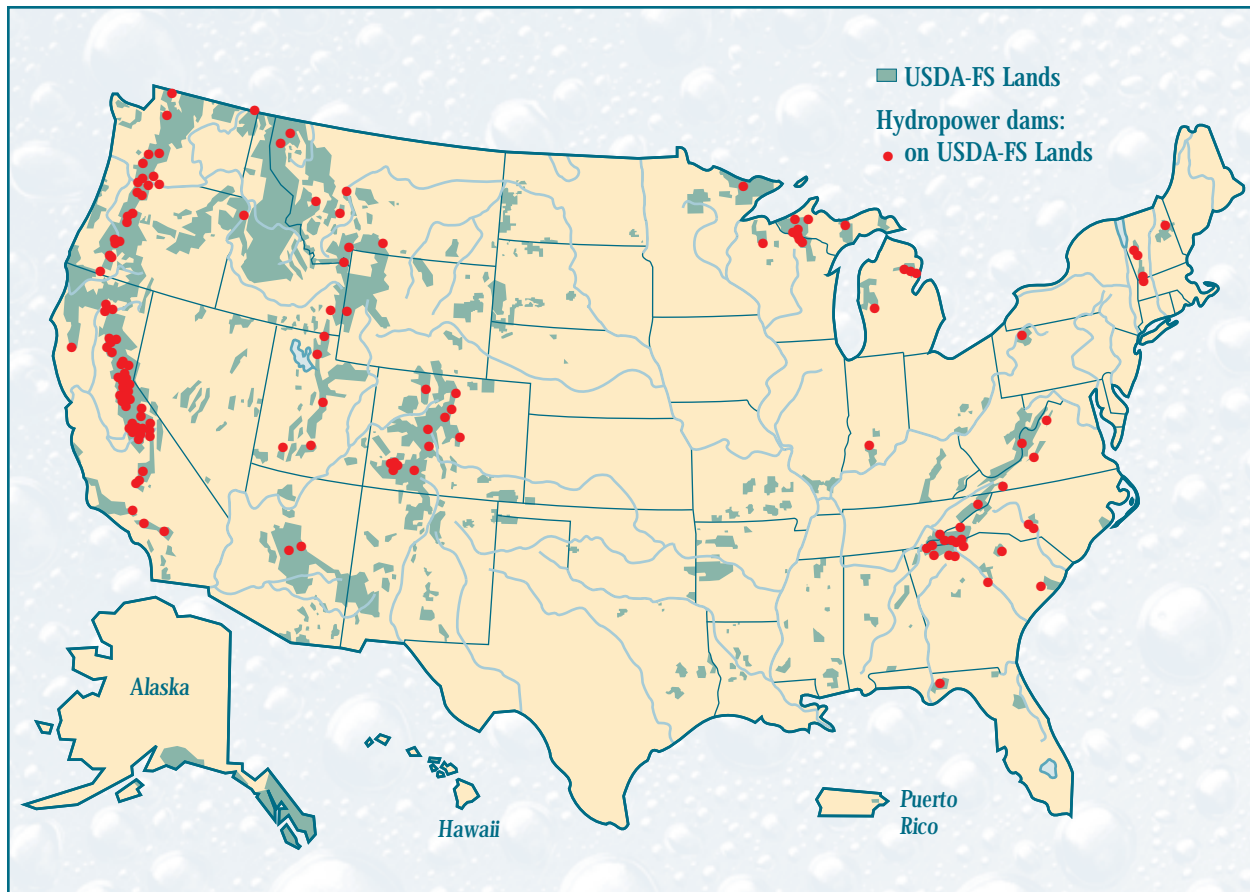 USDA-FS Lands
Hydropower dams:
on USDA-FS Lands
Alaska
Hawaii
Puerto
Rico